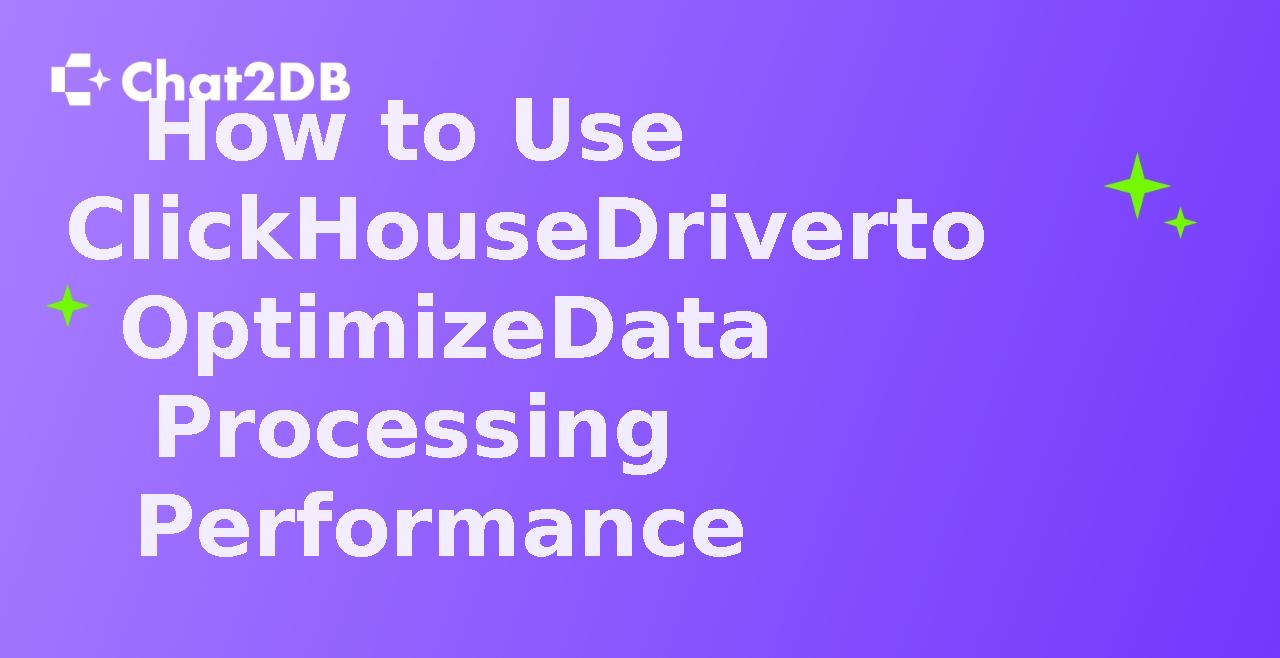 Chat2DB
How to Use
ClickHouseDriverto
OptimizeData
Processing
Performance